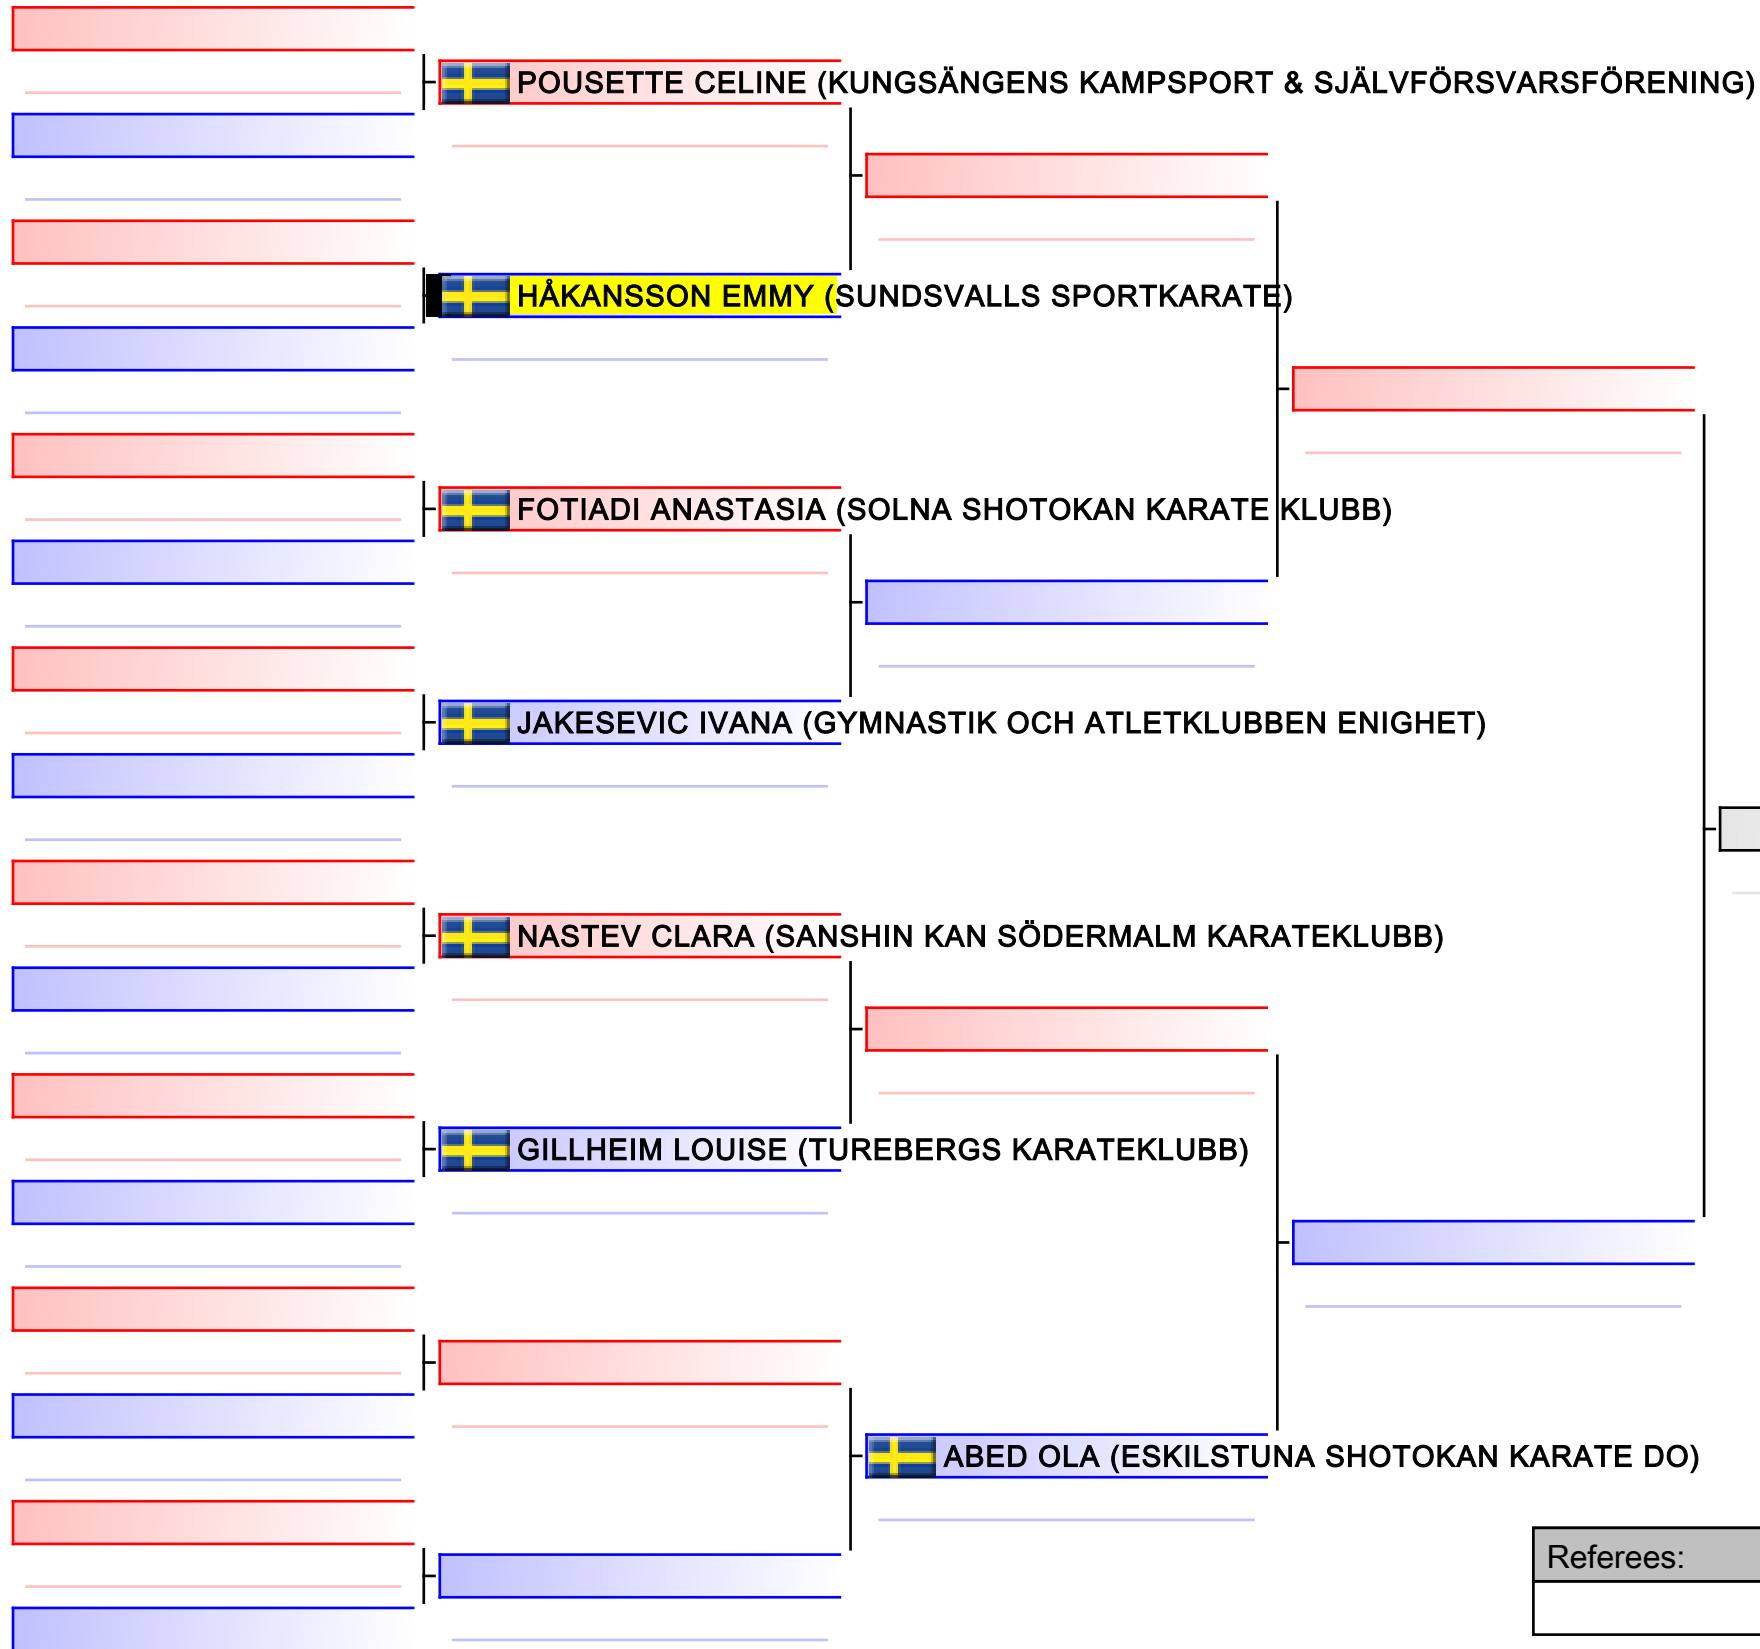 POUSETTE CELINE (KUNGSÄNGENS KAMPSPORT & SJÄLVFÖRSVARSFÖRENING)
HÅKANSSON EMMY (SUNDSVALLS SPORTKARATE)
FOTIADI ANASTASIA (SOLNA SHOTOKAN KARATE KLUBB)
JAKESEVIC IVANA (GYMNASTIK OCH ATLETKLUBBEN ENIGHET)
NASTEV CLARA (SANSHIN KAN SÖDERMALM KARATEKLUBB)
GILLHEIM LOUISE (TUREBERGS KARATEKLUBB)
ABED OLA (ESKILSTUNA SHOTOKAN KARATE DO)
Referees: